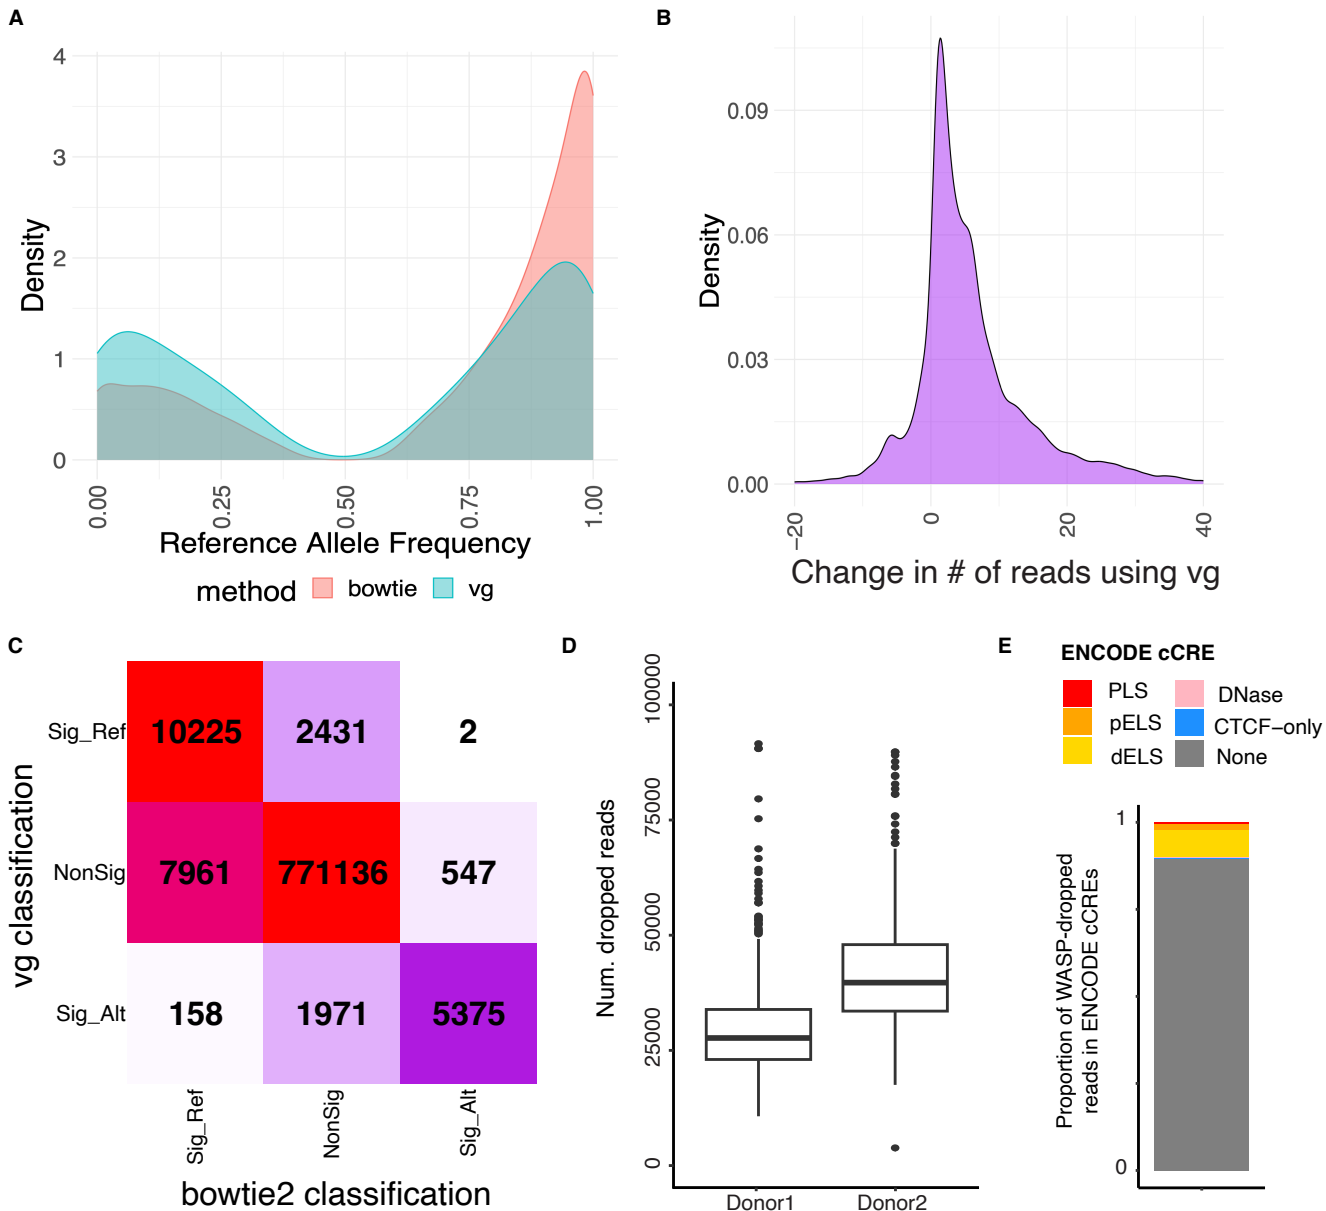 A
4
3
2
1
0
Density
0.00
0.25
0.50
0.75
1.00
Reference Allele Frequency
method bowtie vg
B
0.09
0.06
0.03
0.00
Density
−20
0
20
40
Change in # of reads using vg
C
vg classification
Sig_Ref 10225 2431 2
NonSig 7961 771136 547
Sig_Alt 158 1971 5375
Sig_Ref
NonSig
Sig_Alt
bowtie2 classification
D
Num. dropped reads
100000
75000
50000
25000
0
Donor1 Donor2
E
ENCODE cCRE
PLS DNase
pELS CTCF−only
dELS None
Proportion of WASP-dropped
reads in ENCODE cCREs
1
0